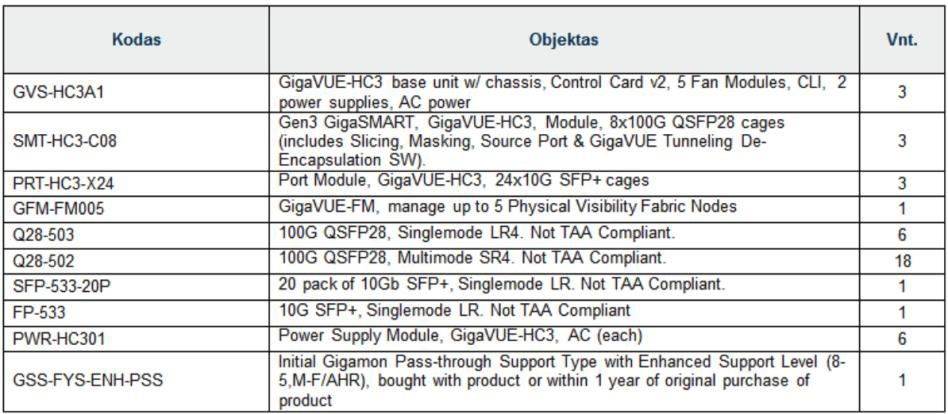 Kodas Objektas Vnt.
GVS-HC3A1 GigaVUE-HC3 base unit w/ chassis, Control Card v2, 5 Fan Modules, CLI, 2 3
power supplies, AC power
Gen3 GigaSMART, GigaVUE-HC3, Module, 8x100G QSFP28 cages
SMT-HC3-C08 (includes Slicing, Masking, Source Port & GigaVUE Tunneling De- 3
Encapsulation SW).
PRT-HC3-X24 Port Module, GigaVUE-HC3, 24x10G SFP+ cages 3
GFM-FM005 GigaVUE-FM, manage up to 5 Physical Visibility Fabric Nodes 1
Q28-503 100G QSFP28, Singlemode LR4. Not TAA Compliant. 6
Q28-502 100G QSFP28, Multimode SR4. Not TAA Compliant. 18
SFP-533-20P 20 pack of 10Gb SFP+, Singlemode LR. Not TAA Compliant. 1
FP-533 10G SFP+, Singlemode LR. Not TAA Compliant 1
PWR-HC301 Power Supply Module, GigaVUE-HC3, AC (each) 6
Initial Gigamon Pass-through Support Type with Enhanced Support Level (8-
GSS-FYS-ENH-PSS 5,M-F/AHR), bought with product or within 1 year of original purchase of 1
product